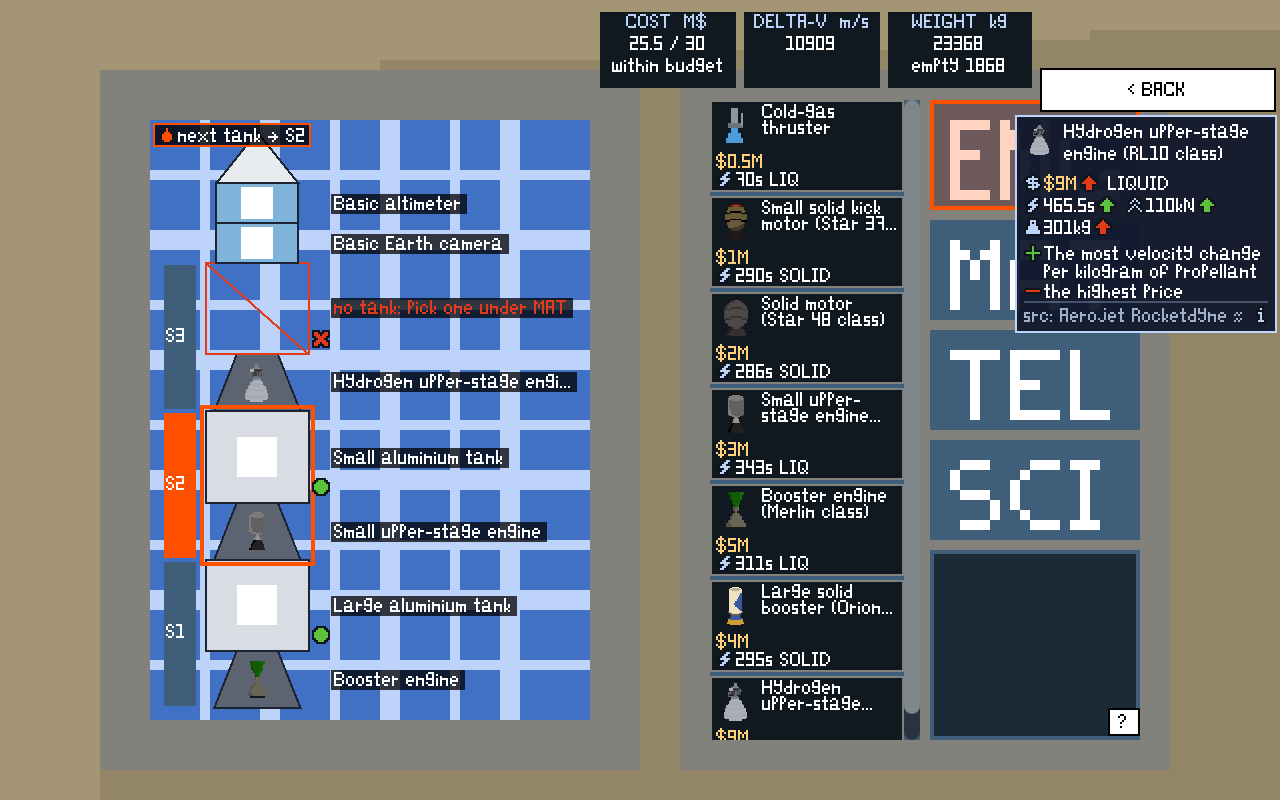 COST M$
25.5 / 30
within budget
DELTA-V m/s
10909
WEIGHT kg
23368
empty 1868
< BACK
next tank → S2
Basic altimeter
Basic Earth camera
no tank: Pick one under MAT
S3
Hydrogen upper-stage engi...
Small aluminium tank
S2
Small upper-stage engine
Large aluminium tank
S1
Booster engine
Cold-gas
thruster
$0.5M
70s LIQ
Small solid kick
motor (Star 37...
$1M
290s SOLID
Solid motor
(Star 48 class)
$2M
286s SOLID
Small upper-
stage engine...
$3M
343s LIQ
Booster engine
(Merlin class)
$5M
311s LIQ
Large solid
booster (Orion...
$4M
295s SOLID
Hydrogen
upper-stage...
$9M
TEL
SCI
?
Hydrogen upper-stage
engine (RL10 class)
$ $9M LIQUID
465.5s 110kN
301kg
+ The most velocity change
per kilogram of propellant
− the highest price
src: Aerojet Rocketdyne i